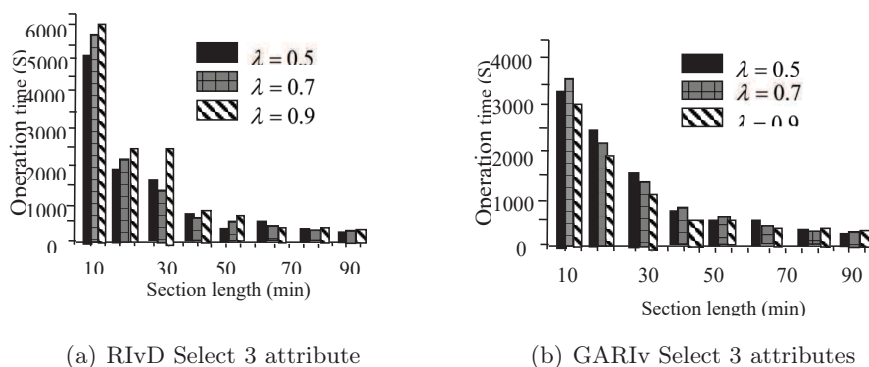 Operation time (S)
6000
5000
4000
3000
2000
1000
0
λ = 0.5
λ = 0.7
λ = 0.9
10 30 50 70 90
Section length (min)
(a) RIvD Select 3 attribute
Operation time (S)
4000
3000
2000
1000
0
λ = 0.5
λ = 0.7
λ = 0.9
10 30 50 70 90
Section length (min)
(b) GARIv Select 3 attributes